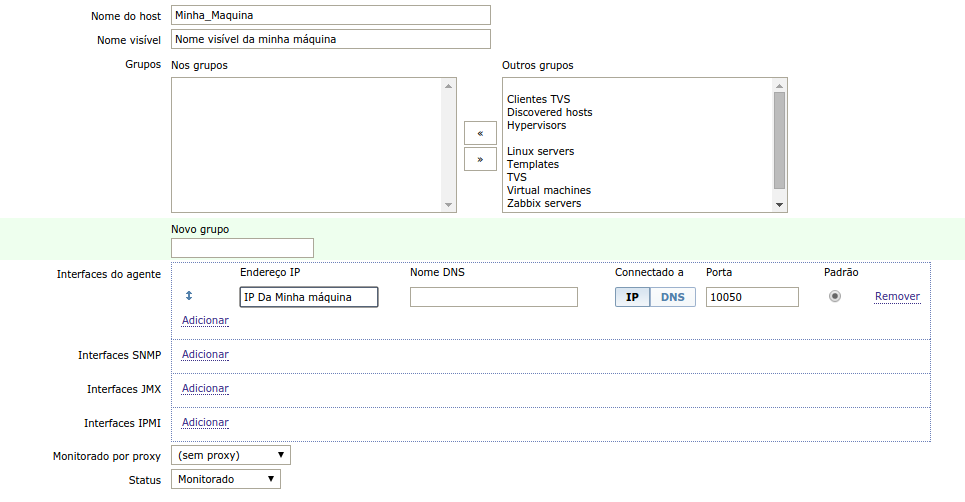 Nome do host Minha_Maquina
Nome visível Nome visível da minha máquina
Grupos Nos grupos Outros grupos
Clientes TVS
Discovered hosts
Hypervisors
«
Linux servers
» Templates
TVS
Virtual machines
Zabbix servers
Novo grupo
Interfaces do agente Endereço IP Nome DNS Connectado a Porta Padrão
IP Da Minha máquina IP DNS 10050 Remover
Adicionar
Interfaces SNMP Adicionar
Interfaces JMX Adicionar
Interfaces IPMI Adicionar
Monitorado por proxy (sem proxy)
Status Monitorado